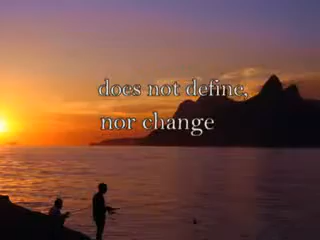 does not define,
nor change